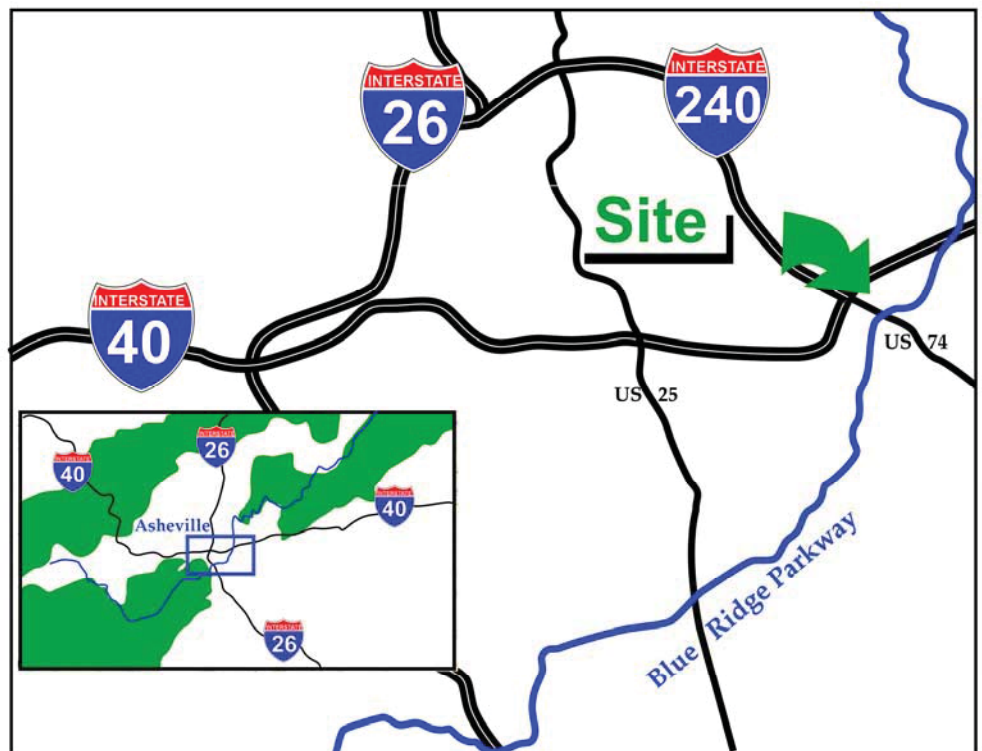 INTERSTATE
26
INTERSTATE
240
Site
INTERSTATE
40
US 74
US 25
INTERSTATE
26
INTERSTATE
40
INTERSTATE
40
Asheville
INTERSTATE
26
Blue Ridge Parkway